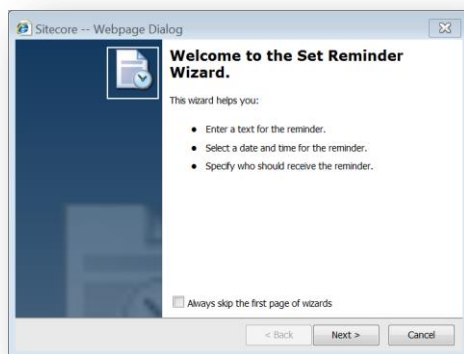 Sitecore -- Webpage Dialog
Welcome to the Set Reminder
Wizard.
This wizard helps you:
• Enter a text for the reminder.
• Select a date and time for the reminder.
• Specify who should receive the reminder.
Always skip the first page of wizards
< Back
Next >
Cancel